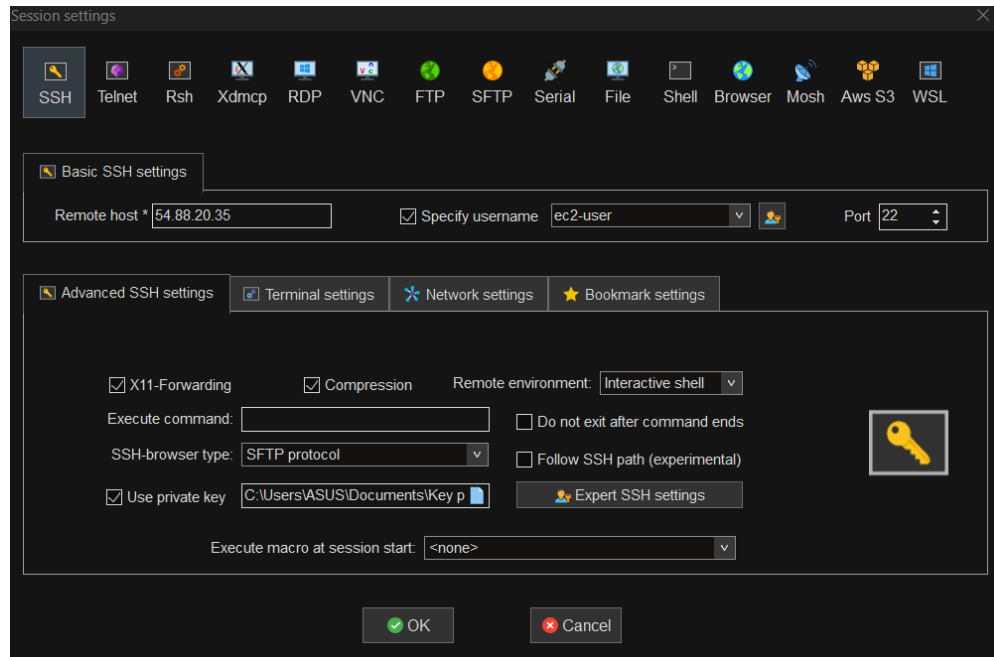 Session settings
SSH Telnet Rsh Xdmcp RDP VNC FTP SFTP Serial File Shell Browser Mosh Aws S3 WSL
Basic SSH settings
Remote host * 54.88.20.35 Specify username ec2-user Port 22
Advanced SSH settings Terminal settings Network settings Bookmark settings
X11-Forwarding Compression Remote environment: Interactive shell
Execute command: Do not exit after command ends
SSH-browser type: SFTP protocol Follow SSH path (experimental)
Use private key C:\Users\ASUS\Documents\Key p Expert SSH settings
Execute macro at session start: <none>
OK Cancel